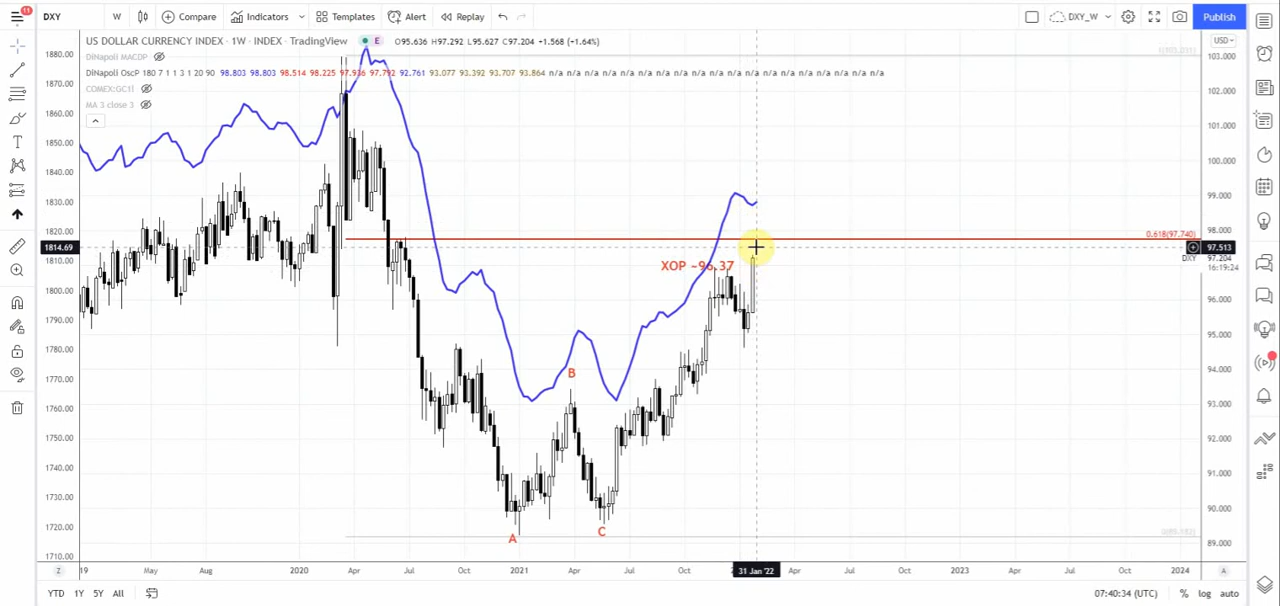 11
DXY W Compare Indicators Templates Alert Replay DXY_W Publish
US DOLLAR CURRENCY INDEX · 1W · INDEX · TradingView E O95.636 H97.292 L95.627 C97.204 +1.568 (+1.64%)
DiNapoli MACDP
DiNapoli OscP 180 7 1 1 3 1 20 90 98.803 98.803 98.514 98.225 97.936 97.792 92.761 93.077 93.392 93.707 93.864 n/a n/a n/a n/a n/a n/a n/a n/a n/a n/a n/a n/a n/a n/a n/a n/a n/a n/a n/a n/a
COMEX:GC1!
MA 3 close 3
1880.00
1870.00
1860.00
1850.00
1840.00
1830.00
1820.00
1814.69
1810.00
1800.00
1790.00
1780.00
1770.00
1760.00
1750.00
1740.00
1730.00
1720.00
1710.00
XOP ~96.37
B
A
C
0.618(97.740)
0(89.183)
USD
103.000
102.000
101.000
100.000
99.000
98.000
97.513
DXY 97.204
16:19:24
96.000
95.000
94.000
93.000
92.000
91.000
90.000
89.000
Z 19 May Aug 2020 Apr Jul Oct 2021 Apr Jul Oct 31 Jan '22 Apr Jul Oct 2023 Apr Jul Oct 2024 A
YTD 1Y 5Y All 07:40:34 (UTC) % log auto